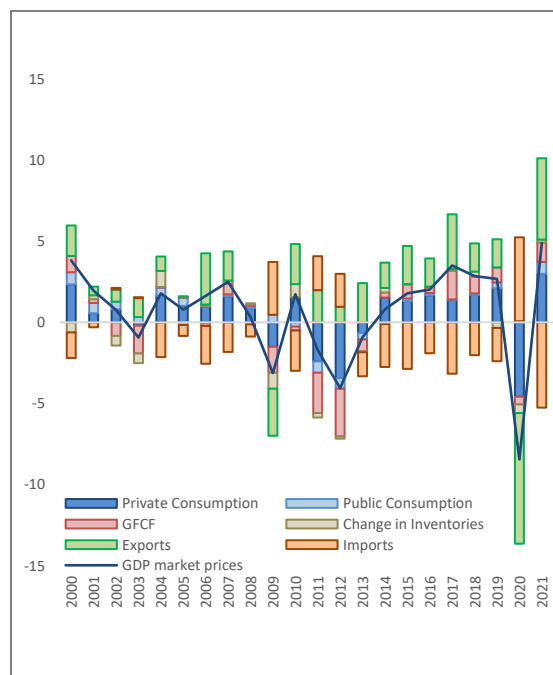 15
10
5
0
-5
-10
-15
Private Consumption Public Consumption
GFCF Change in Inventories
Exports Imports
GDP market prices
2000 2001 2002 2003 2004 2005 2006 2007 2008 2009 2010 2011 2012 2013 2014 2015 2016 2017 2018 2019 2020 2021